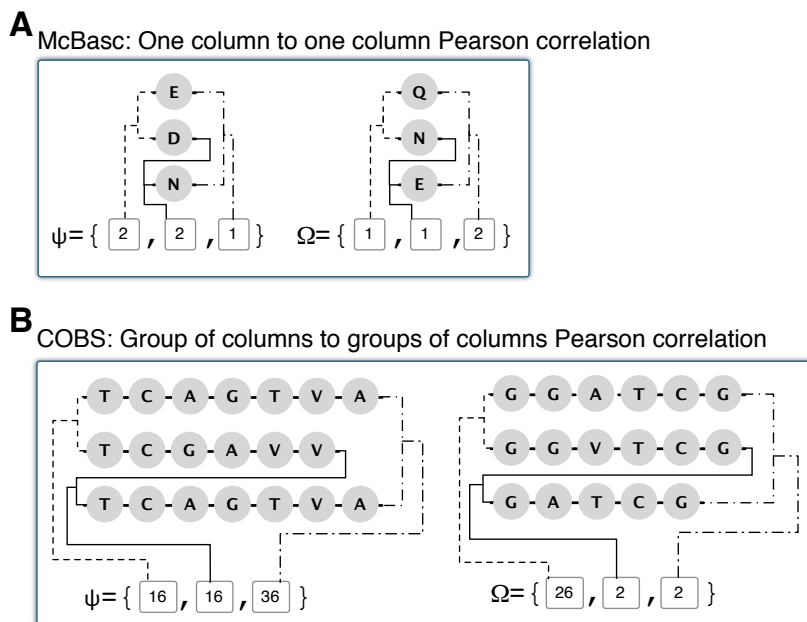 A
McBasc: One column to one column Pearson correlation
E
D
N
ψ= { 2 , 2 , 1 }
Q
N
E
Ω= { 1 , 1 , 2 }
B
COBS: Group of columns to groups of columns Pearson correlation
T C A G T V A
T C G A V V
T C A G T V A
ψ= { 16 , 16 , 36 }
G G A T C G
G G V T C G
G A T C G
Ω= { 26 , 2 , 2 }